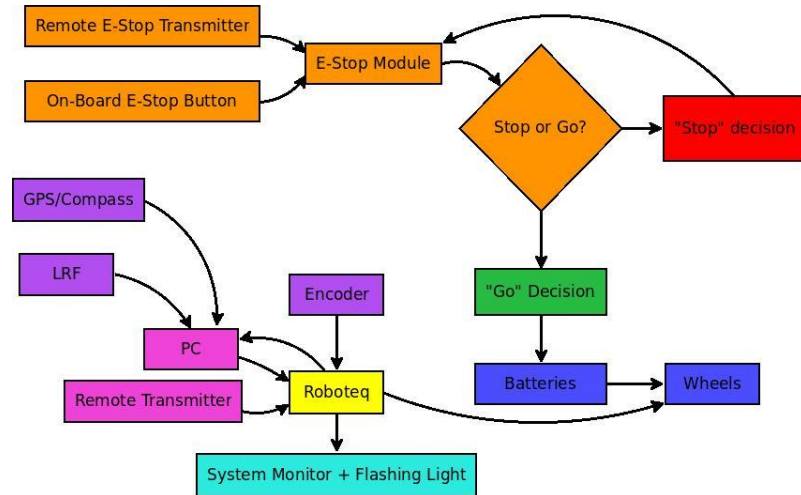 Remote E-Stop Transmitter
E-Stop Module
On-Board E-Stop Button
Stop or Go?
"Stop" decision
GPS/Compass
LRF
Encoder
"Go" Decision
PC
Roboteq
Batteries
Wheels
Remote Transmitter
System Monitor + Flashing Light